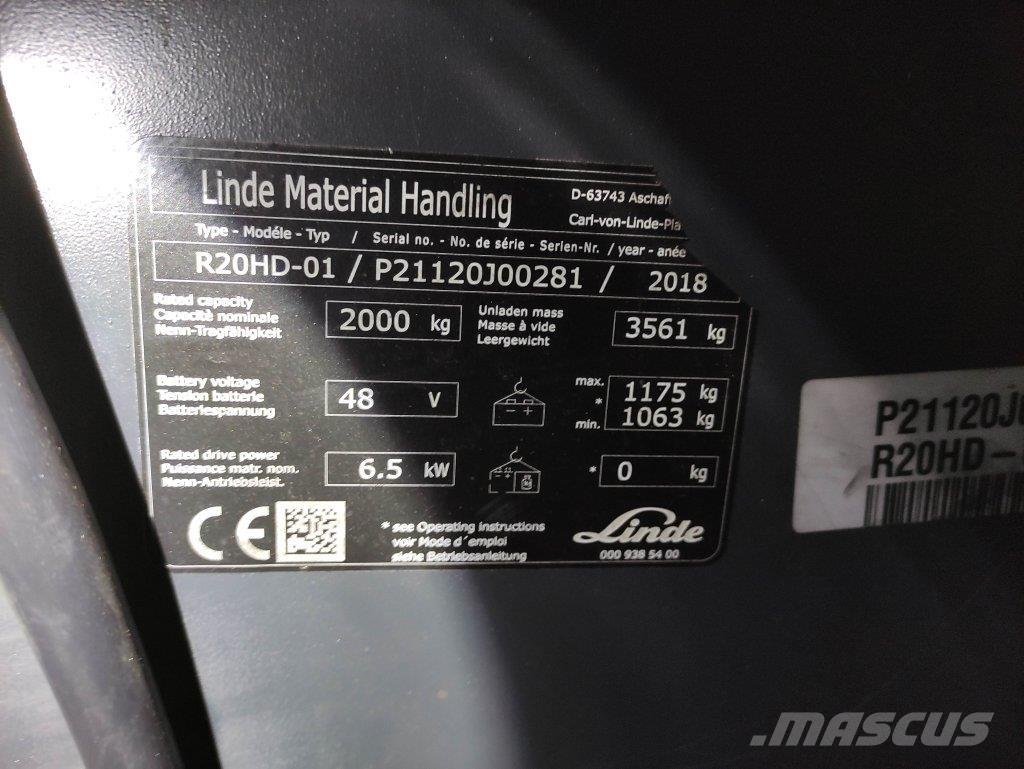 Linde Material Handling
D-63743 Aschaf
Carl-von-Linde-Pla
Type - Modéle - Typ / Serial no. - No. de série - Serien-Nr. / year - anée
R20HD-01 / P21120J00281 / 2018
Rated capacity
Capacité nominale
Nenn-Tragfähigkeit
2000 kg
Unladen mass
Masse à vide
Leergewicht
3561 kg
Battery voltage
Tension batterie
Batteriespannung
48 V
- +
max. 1175 kg
*
min. 1063 kg
Rated drive power
Puissance matr. nom.
Nenn-Antriebsleist.
6.5 kW
- +
kg
* 0 kg
CE
* see Operating instructions
voir Mode d´emploi
siehe Betriebsanleitung
Linde
000 938 54 00
P21120J0
R20HD-
.MASCUS